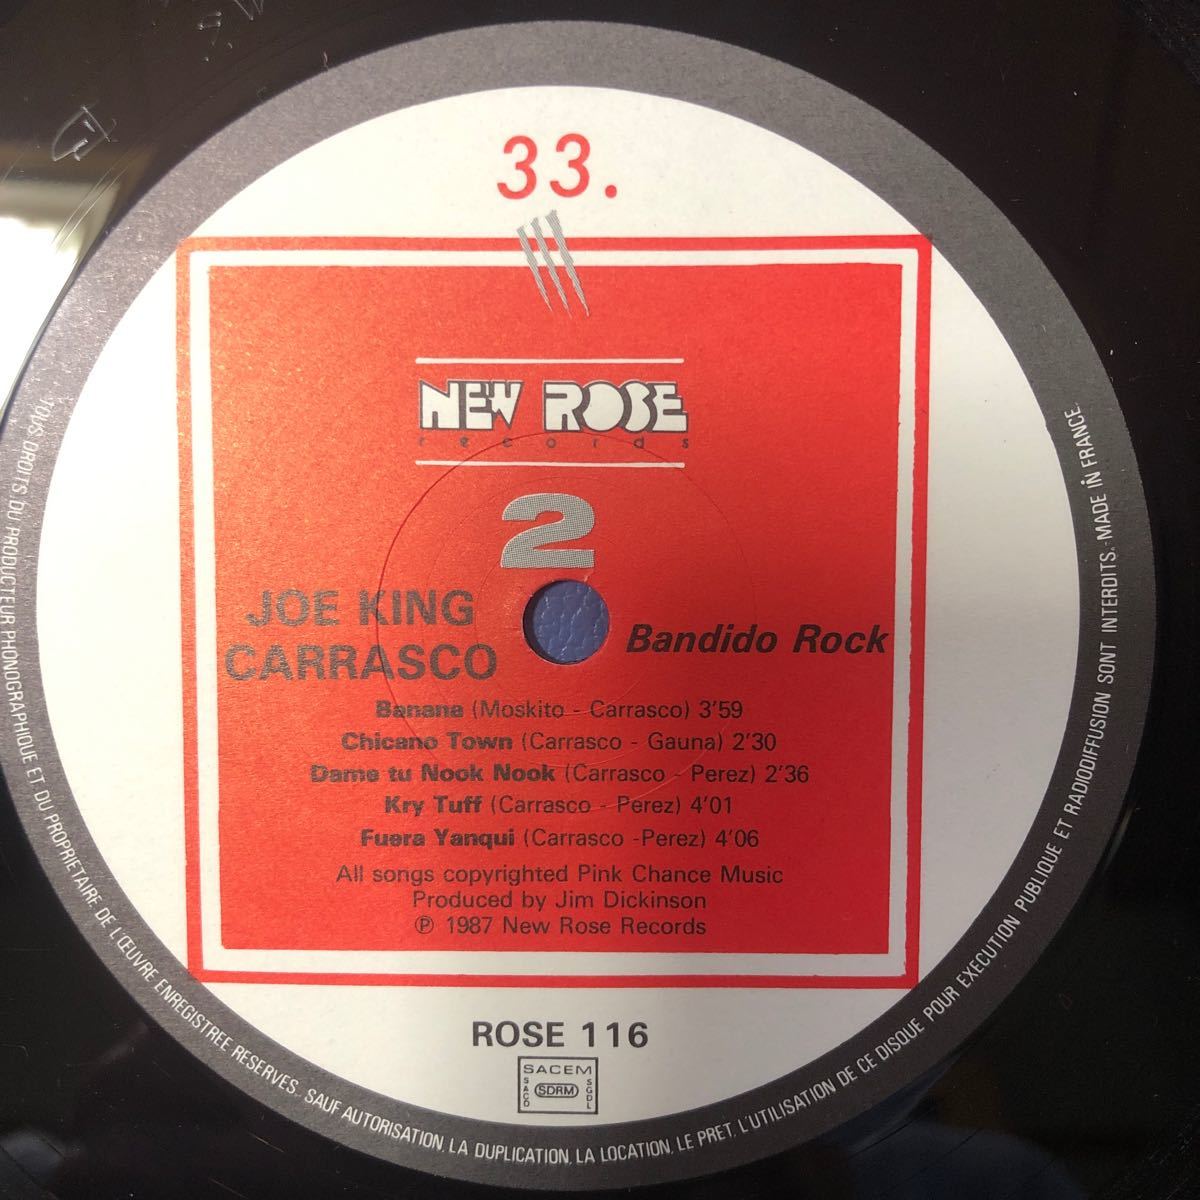 33.
NEW ROSE
records
2
JOE KING
CARRASCO
Bandido Rock
Banana (Moskito - Carrasco) 3'59
Chicano Town (Carrasco - Gauna) 2'30
Dame tu Nook Nook (Carrasco - Perez) 2'36
Kry Tuff (Carrasco - Perez) 4'01
Fuera Yanqui (Carrasco -Perez) 4'06
All songs copyrighted Pink Chance Music
Produced by Jim Dickinson
℗ 1987 New Rose Records
ROSE 116
SACEM
SACD
SDRM
SGDL
TOUS DROITS DU PRODUCTEUR PHONOGRAPHIQUE ET DU PROPRIETAIRE DE L'ŒUVRE ENREGISTREE RESERVES. SAUF AUTORISATION, LA DUPLICATION, LA LOCATION, LE PRET, L'UTILISATION DE CE DISQUE POUR EXECUTION PUBLIQUE ET RADIODIFFUSION SONT INTERDITS.-MADE IN FRANCE.